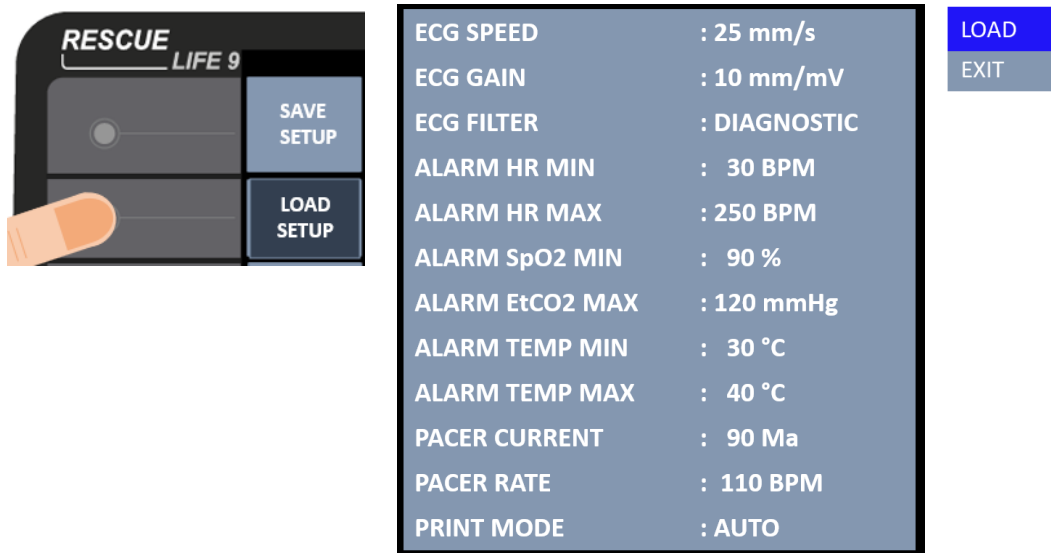 RESCUE
LIFE 9
SAVE
SETUP
LOAD
SETUP
ECG SPEED : 25 mm/s
ECG GAIN : 10 mm/mV
ECG FILTER : DIAGNOSTIC
ALARM HR MIN : 30 BPM
ALARM HR MAX : 250 BPM
ALARM SpO2 MIN : 90 %
ALARM EtCO2 MAX : 120 mmHg
ALARM TEMP MIN : 30 °C
ALARM TEMP MAX : 40 °C
PACER CURRENT : 90 Ma
PACER RATE : 110 BPM
PRINT MODE : AUTO
LOAD
EXIT